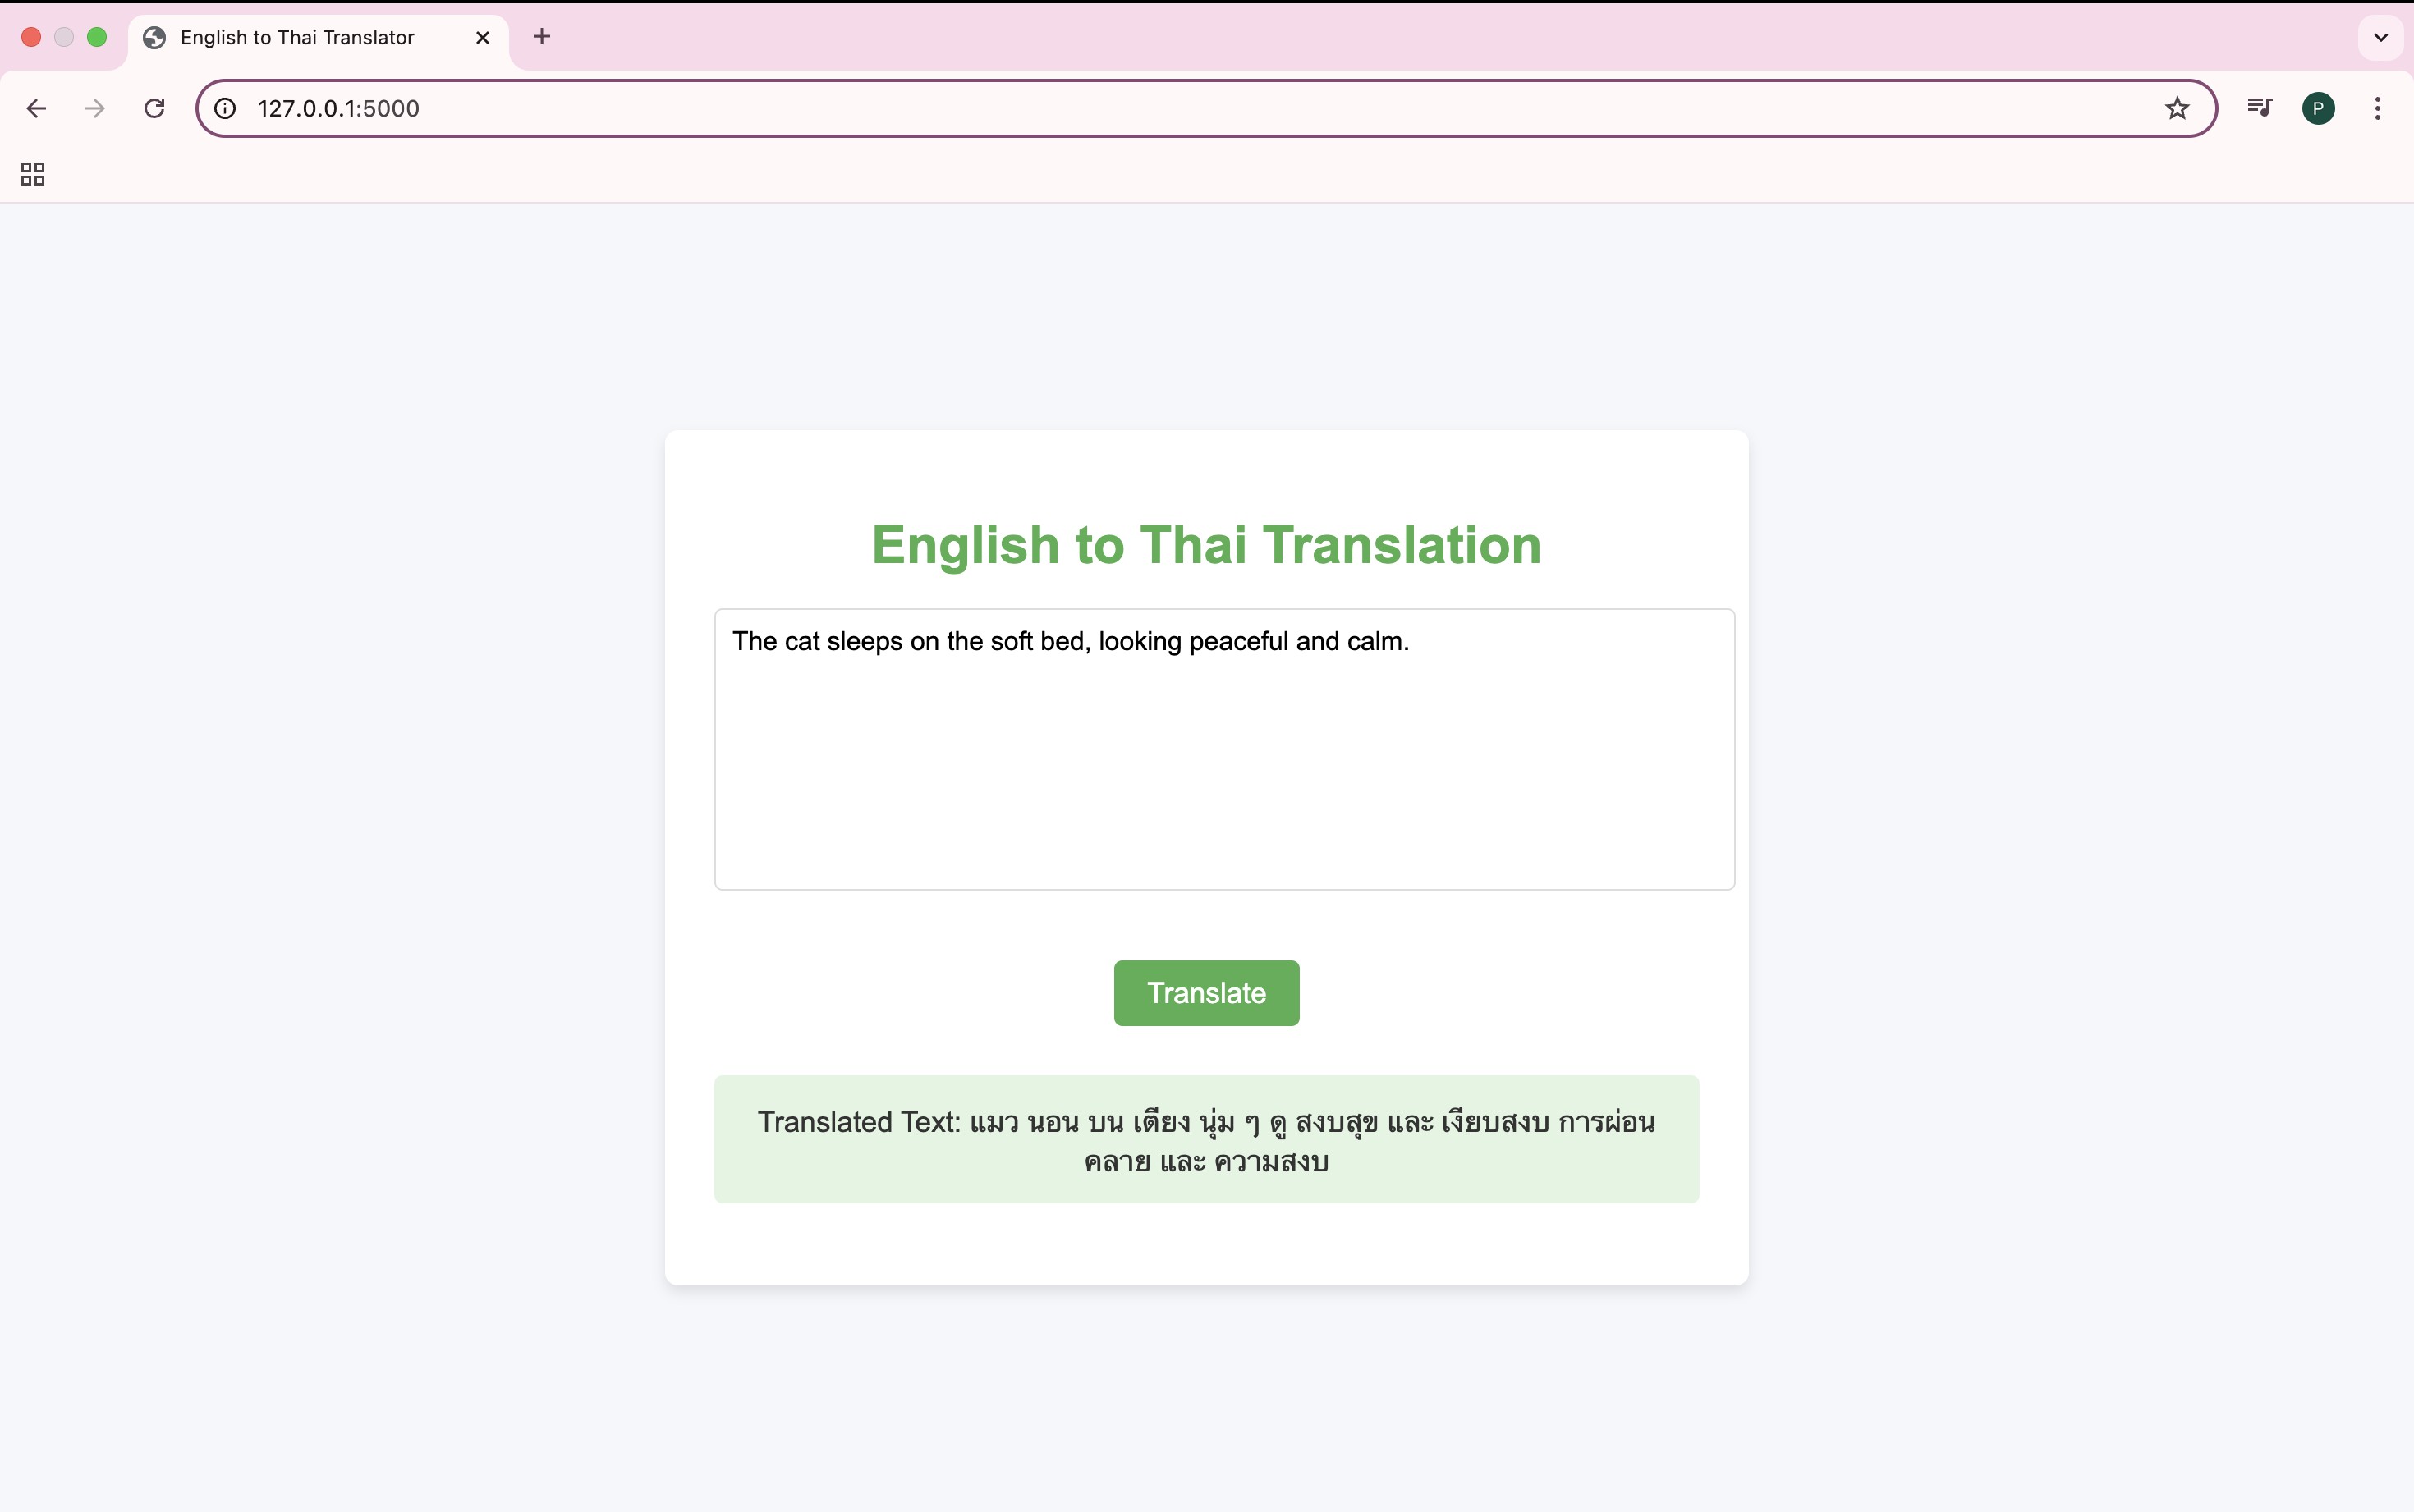 English to Thai Translator
127.0.0.1:5000
P
English to Thai Translation
The cat sleeps on the soft bed, looking peaceful and calm.
Translate
Translated Text: แมว นอน บน เตียง นุ่ม ๆ ดู สงบสุข และ เงียบสงบ การผ่อน
คลาย และ ความสงบ